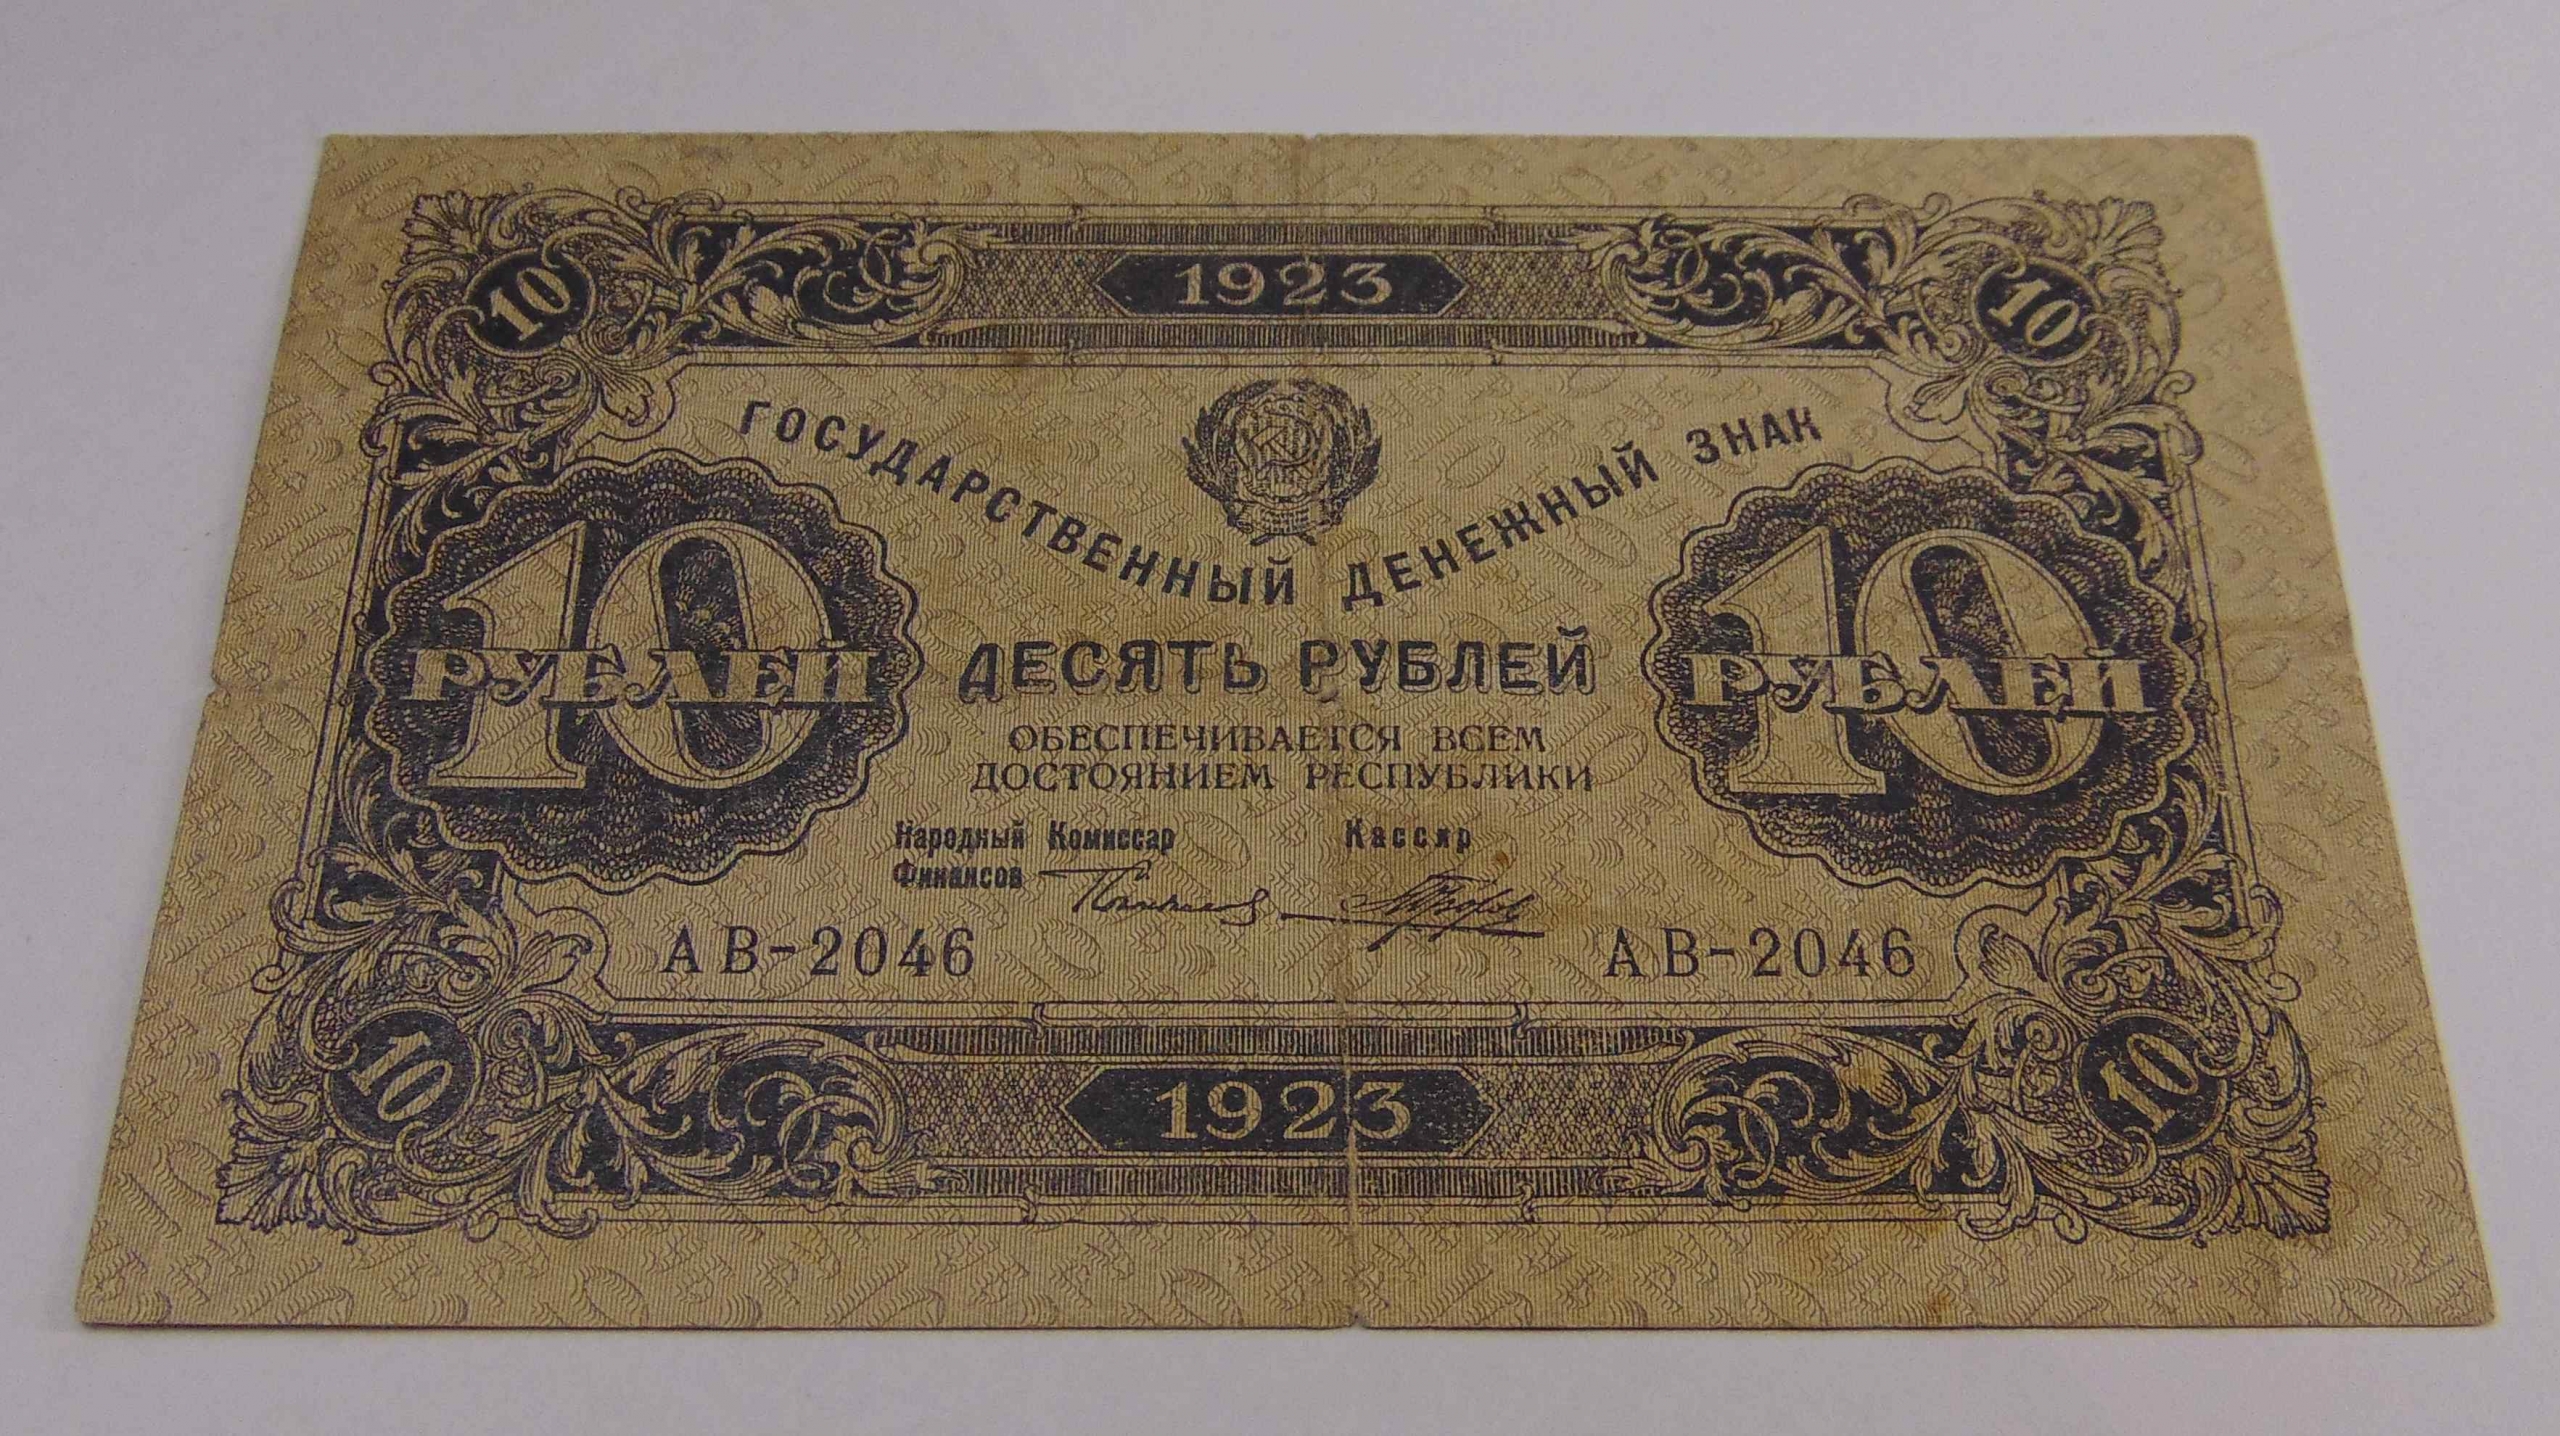 10 1923 10
ГОСУДАРСТВЕННЫЙ ДЕНЕЖНЫЙ ЗНАК
10 РУБЛЕЙ
ДЕСЯТЬ РУБЛЕЙ
10 РУБЛЕЙ
ОБЕСПЕЧИВАЕТСЯ ВСЕМ
ДОСТОЯНИЕМ РЕСПУБЛИКИ
Народный Комиссар
Финансов
Кассир
АВ-2046 АВ-2046
10 1923 10